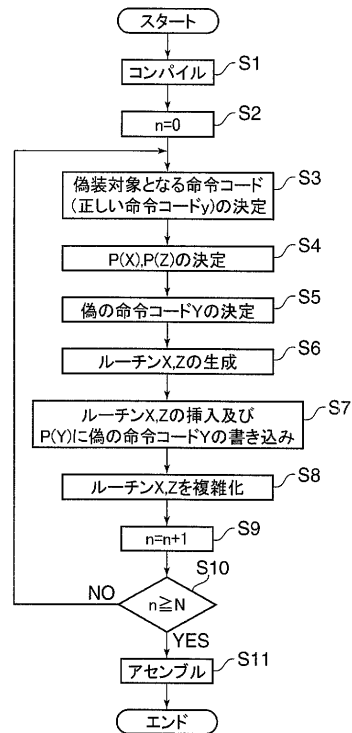 スタート
コンパイル
S1
n=0
S2
偽装対象となる命令コード
(正しい命令コードy)の決定
S3
P(X),P(Z)の決定
S4
偽の命令コードYの決定
S5
ルーチンX,Zの生成
S6
ルーチンX,Zの挿入及び
P(Y)に偽の命令コードYの書き込み
S7
ルーチンX,Zを複雑化
S8
n=n+1
S9
S10
NO
n≧N
YES
アセンブル
S11
エンド